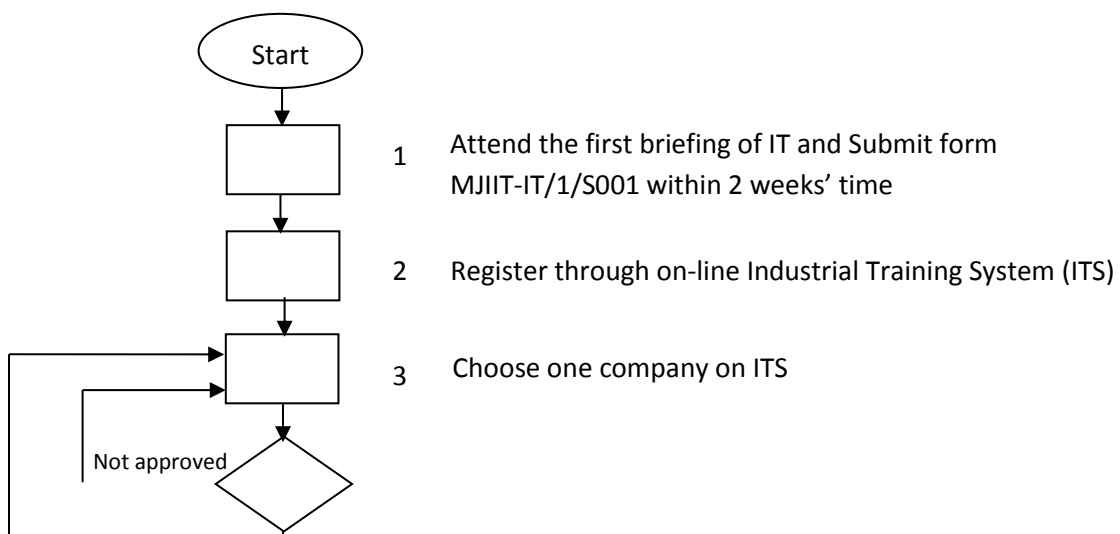 Start
1 Attend the first briefing of IT and Submit form
MJIIT-IT/1/S001 within 2 weeks’ time
2 Register through on-line Industrial Training System (ITS)
3 Choose one company on ITS
Not approved